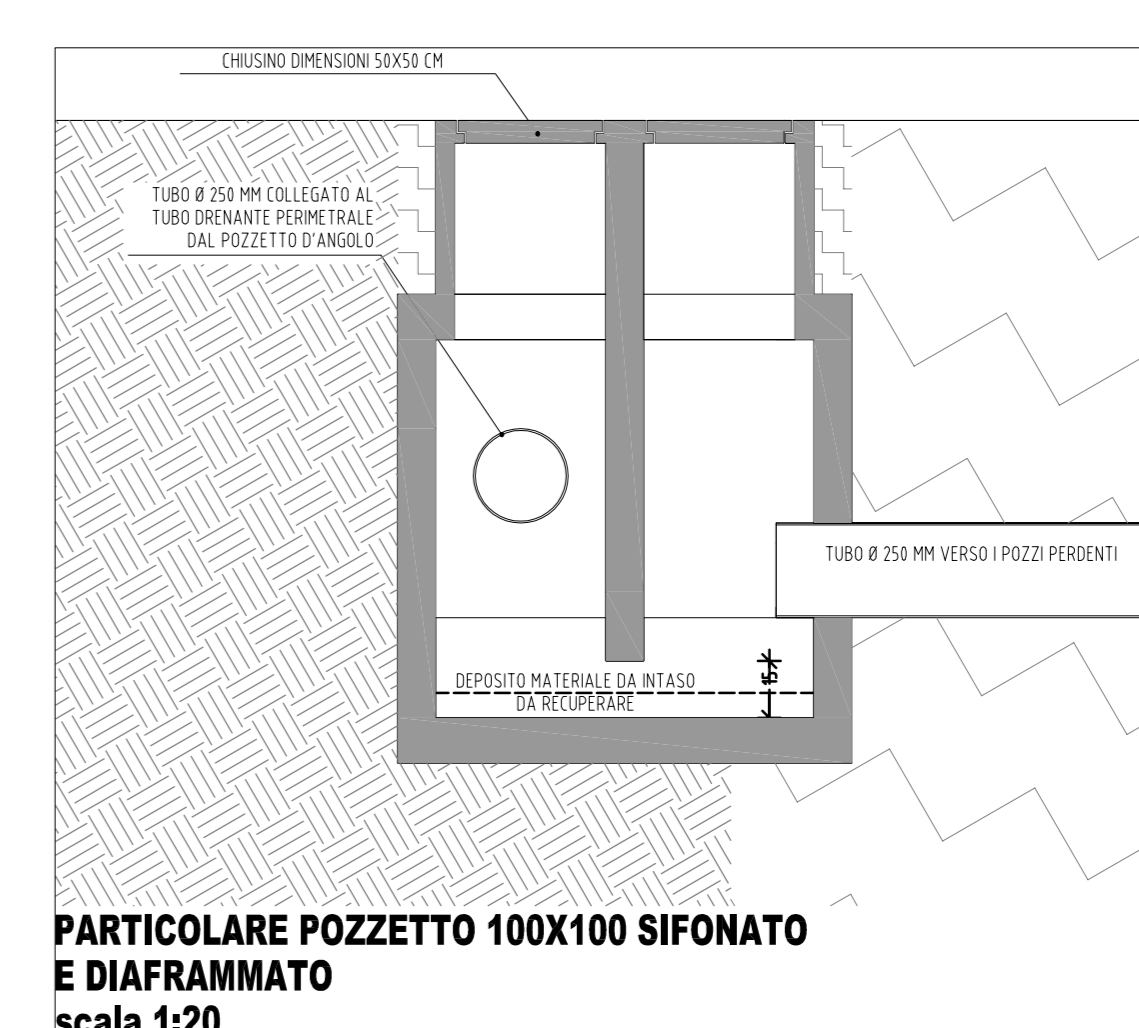 CHIUSINO DIMENSIONI 50X50 CM
TUBO Ø 250 MM COLLEGATO AL
TUBO DRENANTE PERIMETRALE
DAL POZZETTO D'ANGOLO
TUBO Ø 250 MM VERSO I POZZI PERDENTI
15
DEPOSITO MATERIALE DA INTASO
DA RECUPERARE
PARTICOLARE POZZETTO 100X100 SIFONATO
E DIAFRAMMATO
scala 1:20